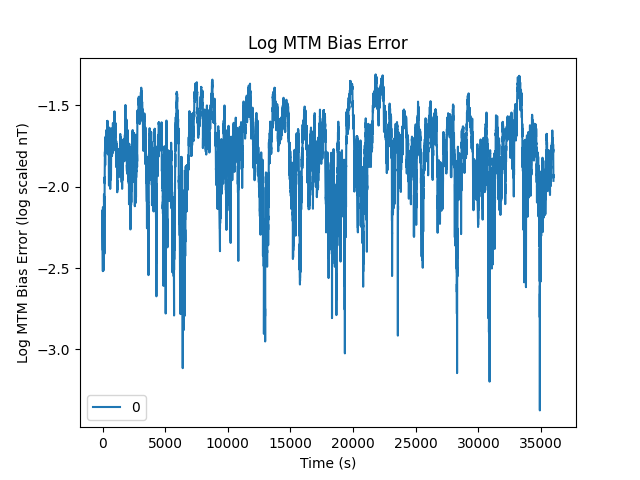 Log MTM Bias Error
Log MTM Bias Error (log scaled nT)
−1.5
−2.0
−2.5
−3.0
0
0 5000 10000 15000 20000 25000 30000 35000
Time (s)